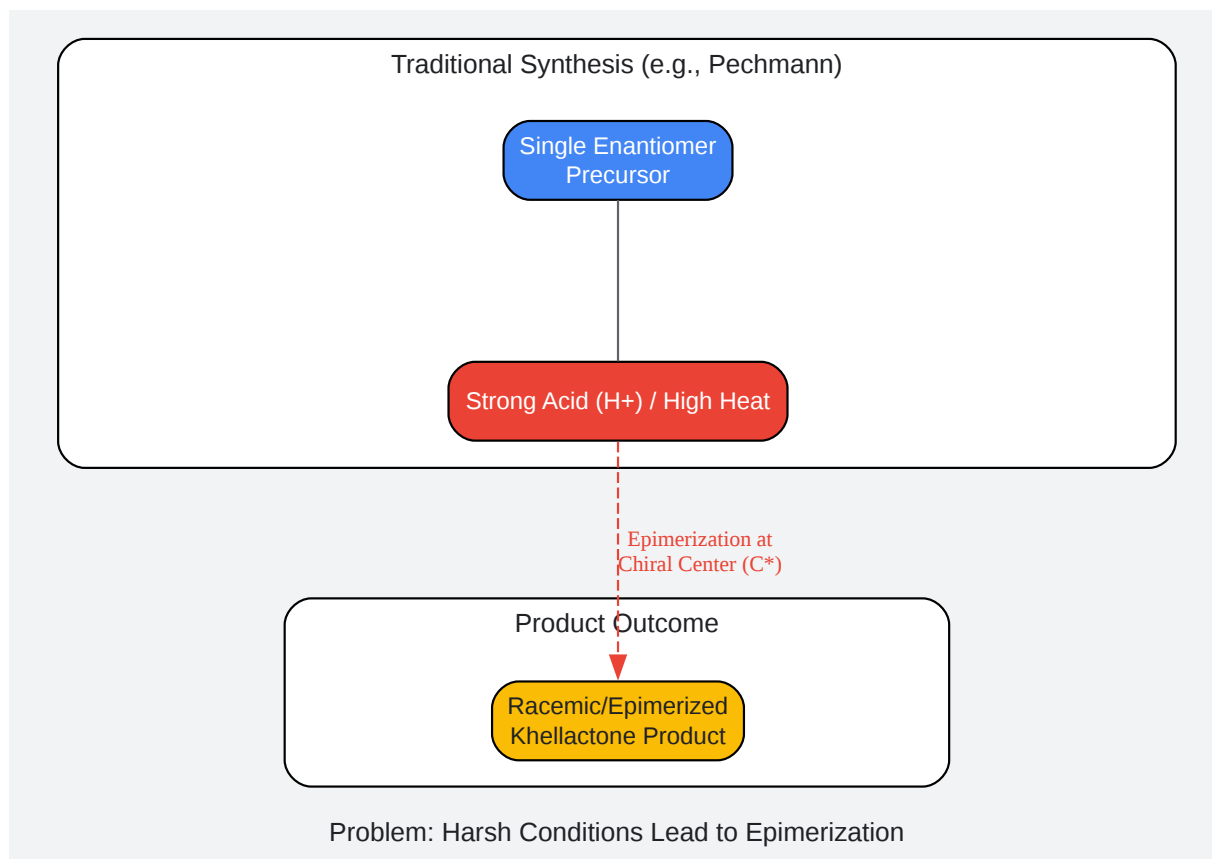 Traditional Synthesis (e.g., Pechmann)
Single Enantiomer
Precursor
Strong Acid (H+) / High Heat
Epimerization at
Chiral Center (C*)
Product Outcome
Racemic/Epimerized
Khellactone Product
Problem: Harsh Conditions Lead to Epimerization